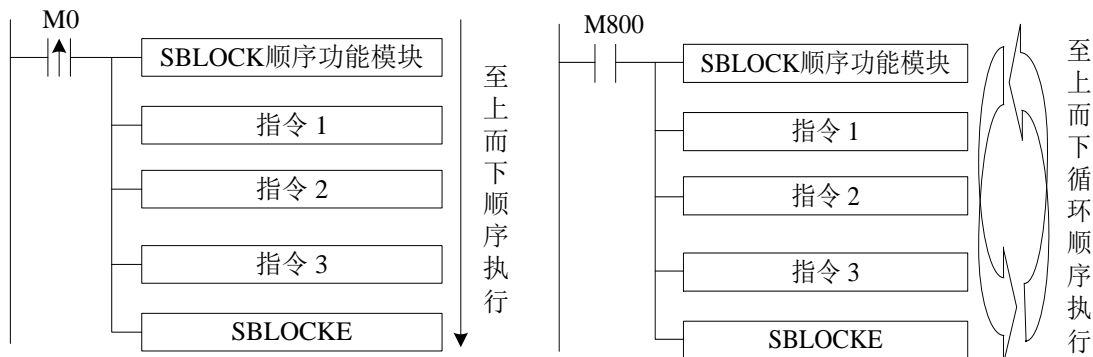 M0
SBLOCK顺序功能模块
指令 1
指令 2
指令 3
SBLOCKE
至上而下顺序执行
M800
SBLOCK顺序功能模块
指令 1
指令 2
指令 3
SBLOCKE
至上而下循环顺序执行